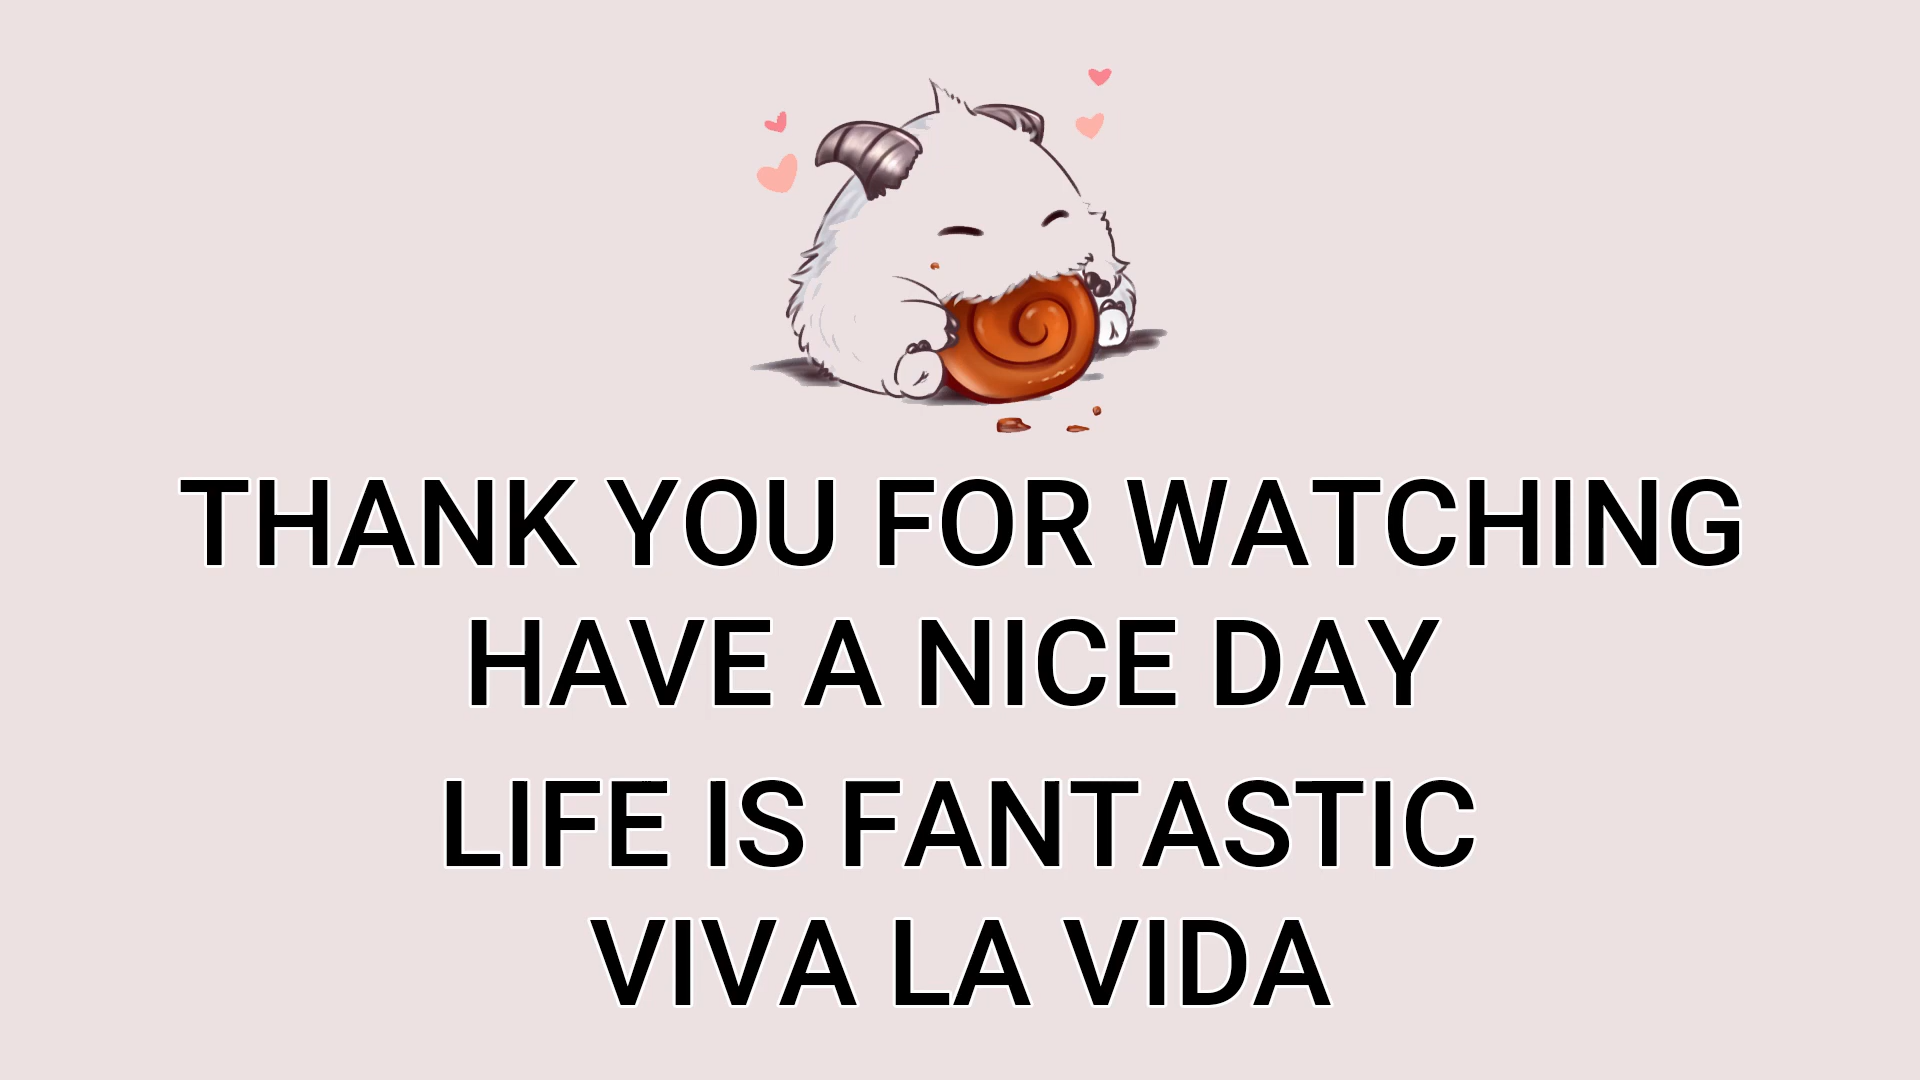 THANK YOU FOR WATCHING
HAVE A NICE DAY
LIFE IS FANTASTIC
VIVA LA VIDA